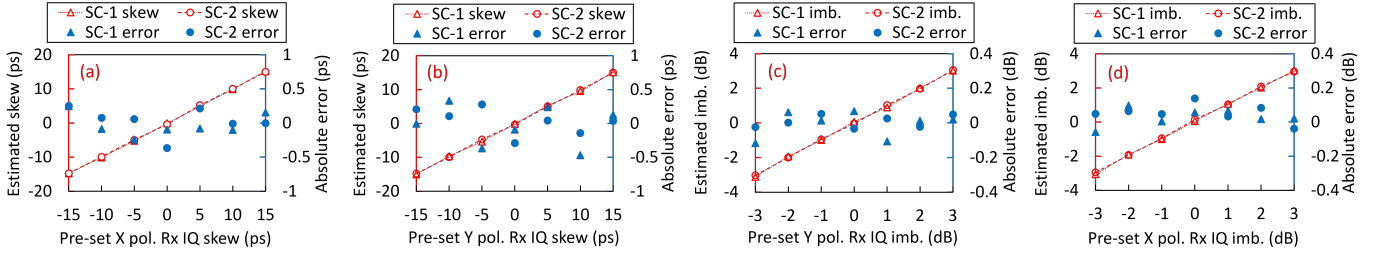 SC-1 skew SC-2 skew
SC-1 error SC-2 error
Estimated skew (ps)
20
10
0
-10
-20
(a)
1
0.5
0
-0.5
-1
Absolute error (ps)
-15 -10 -5 0 5 10 15
Pre-set X pol. Rx IQ skew (ps)
SC-1 skew SC-2 skew
SC-1 error SC-2 error
Estimated skew (ps)
20
10
0
-10
-20
(b)
1
0.5
0
-0.5
-1
Absolute error (ps)
-15 -10 -5 0 5 10 15
Pre-set Y pol. Rx IQ skew (ps)
SC-1 imb. SC-2 imb.
SC-1 error SC-2 error
Estimated imb. (dB)
4
2
0
-2
-4
(c)
0.4
0.2
0
-0.2
-0.4
Absolute error (dB)
-3 -2 -1 0 1 2 3
Pre-set Y pol. RX IQ imb. (dB)
SC-1 imb. SC-2 imb.
SC-1 error SC-2 error
Estimated imb. (dB)
4
2
0
-2
-4
(d)
0.4
0.2
0
-0.2
-0.4
Absolute error (dB)
-3 -2 -1 0 1 2 3
Pre-set X pol. RX IQ imb. (dB)